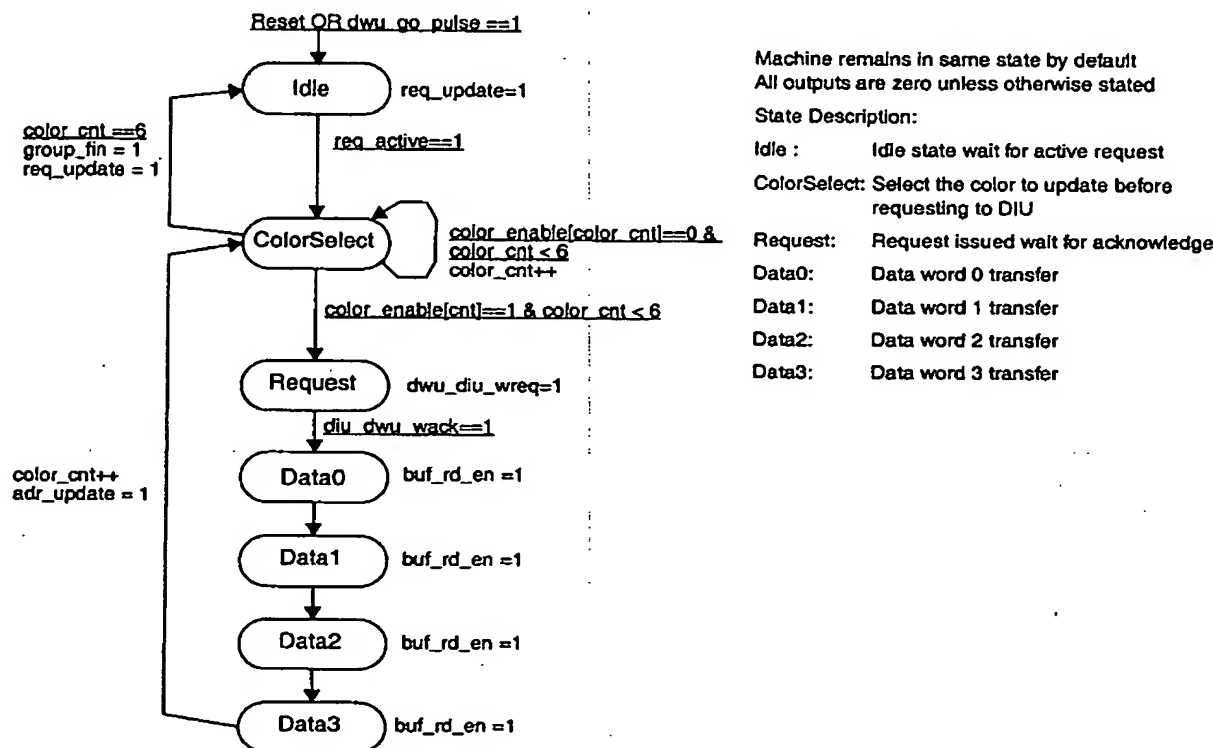 Reset OR dwu_go_pulse ==1
Idle
req_update=1
color_cnt ==6
group_fin = 1
req_update = 1
req_active==1
ColorSelect
color_enable[color_cnt]==0 &
color_cnt < 6
color_cnt++
color_enable[cnt]==1 & color_cnt < 6
Request
dwu_diu_wreq=1
diu_dwu_wack==1
color_cnt++
adr_update = 1
Data0
buf_rd_en =1
Data1
buf_rd_en =1
Data2
buf_rd_en =1
Data3
buf_rd_en =1
Machine remains in same state by default
All outputs are zero unless otherwise stated
State Description:
Idle : Idle state wait for active request
ColorSelect: Select the color to update before
requesting to DIU
Request: Request issued wait for acknowledge
Data0: Data word 0 transfer
Data1: Data word 1 transfer
Data2: Data word 2 transfer
Data3: Data word 3 transfer